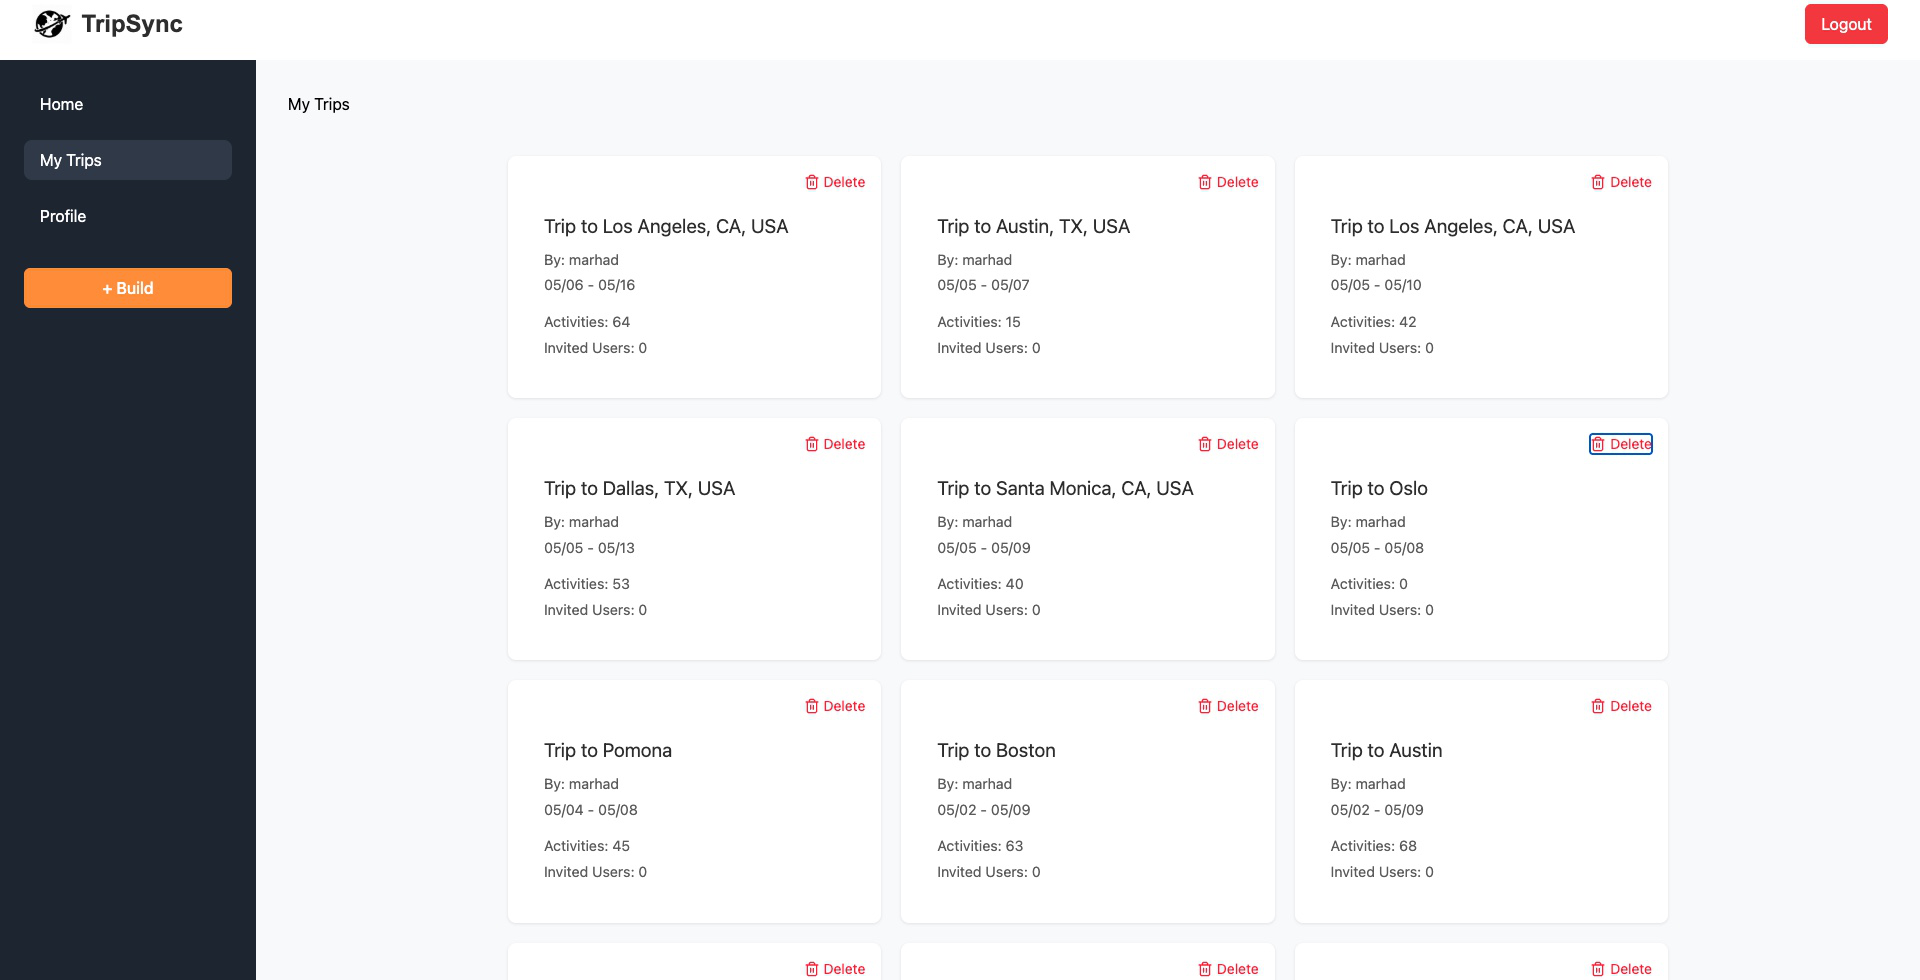 TripSync
Logout
Home
My Trips
Profile
+ Build
My Trips
Delete
Trip to Los Angeles, CA, USA
By: marhad
05/06 - 05/16
Activities: 64
Invited Users: 0
Delete
Trip to Austin, TX, USA
By: marhad
05/05 - 05/07
Activities: 15
Invited Users: 0
Delete
Trip to Los Angeles, CA, USA
By: marhad
05/05 - 05/10
Activities: 42
Invited Users: 0
Delete
Trip to Dallas, TX, USA
By: marhad
05/05 - 05/13
Activities: 53
Invited Users: 0
Delete
Trip to Santa Monica, CA, USA
By: marhad
05/05 - 05/09
Activities: 40
Invited Users: 0
Delete
Trip to Oslo
By: marhad
05/05 - 05/08
Activities: 0
Invited Users: 0
Delete
Trip to Pomona
By: marhad
05/04 - 05/08
Activities: 45
Invited Users: 0
Delete
Trip to Boston
By: marhad
05/02 - 05/09
Activities: 63
Invited Users: 0
Delete
Trip to Austin
By: marhad
05/02 - 05/09
Activities: 68
Invited Users: 0
Delete
Delete
Delete